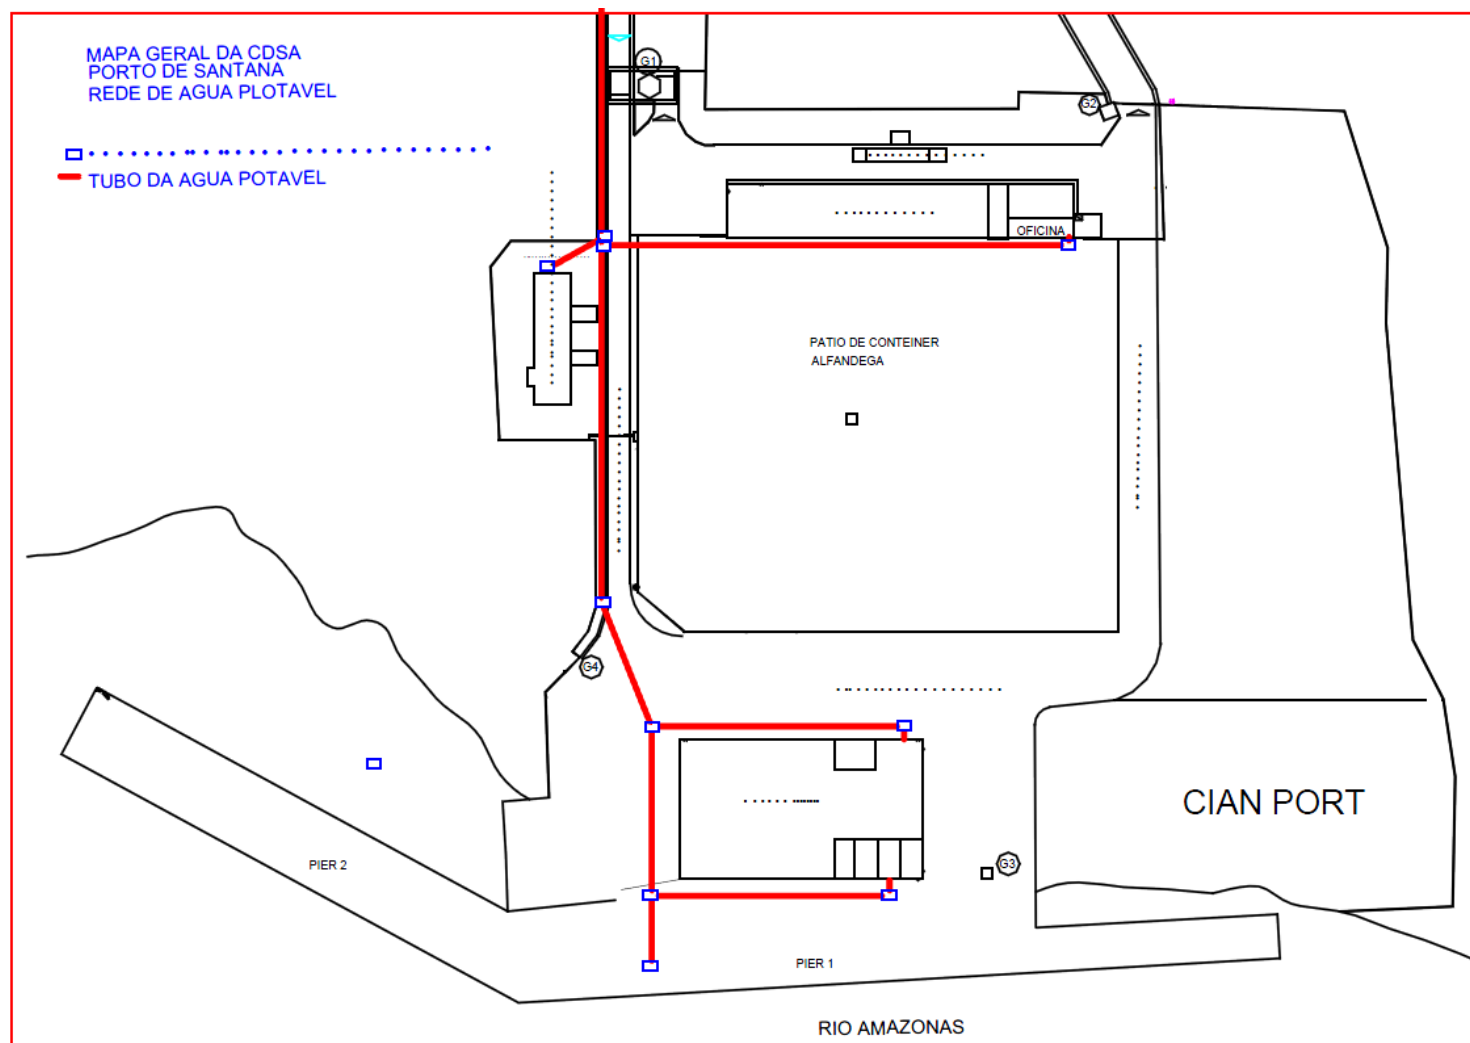 MAPA GERAL DA CDSA
PORTO DE SANTANA
REDE DE AGUA PLOTAVEL
TUBO DA AGUA POTAVEL
G1
G2
OFICINA
PATIO DE CONTEINER
ALFANDEGA
G4
CIAN PORT
G3
PIER 2
PIER 1
RIO AMAZONAS